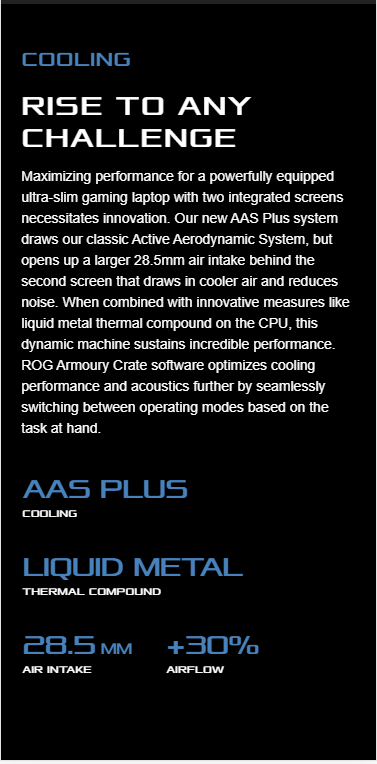 COOLING
RISE TO ANY
CHALLENGE
Maximizing performance for a powerfully equipped
ultra-slim gaming laptop with two integrated screens
necessitates innovation. Our new AAS Plus system
draws our classic Active Aerodynamic System, but
opens up a larger 28.5mm air intake behind the
second screen that draws in cooler air and reduces
noise. When combined with innovative measures like
liquid metal thermal compound on the CPU, this
dynamic machine sustains incredible performance.
ROG Armoury Crate software optimizes cooling
performance and acoustics further by seamlessly
switching between operating modes based on the
task at hand.
AAS PLUS
COOLING
LIQUID METAL
THERMAL COMPOUND
28.5 MM +30%
AIR INTAKE AIRFLOW